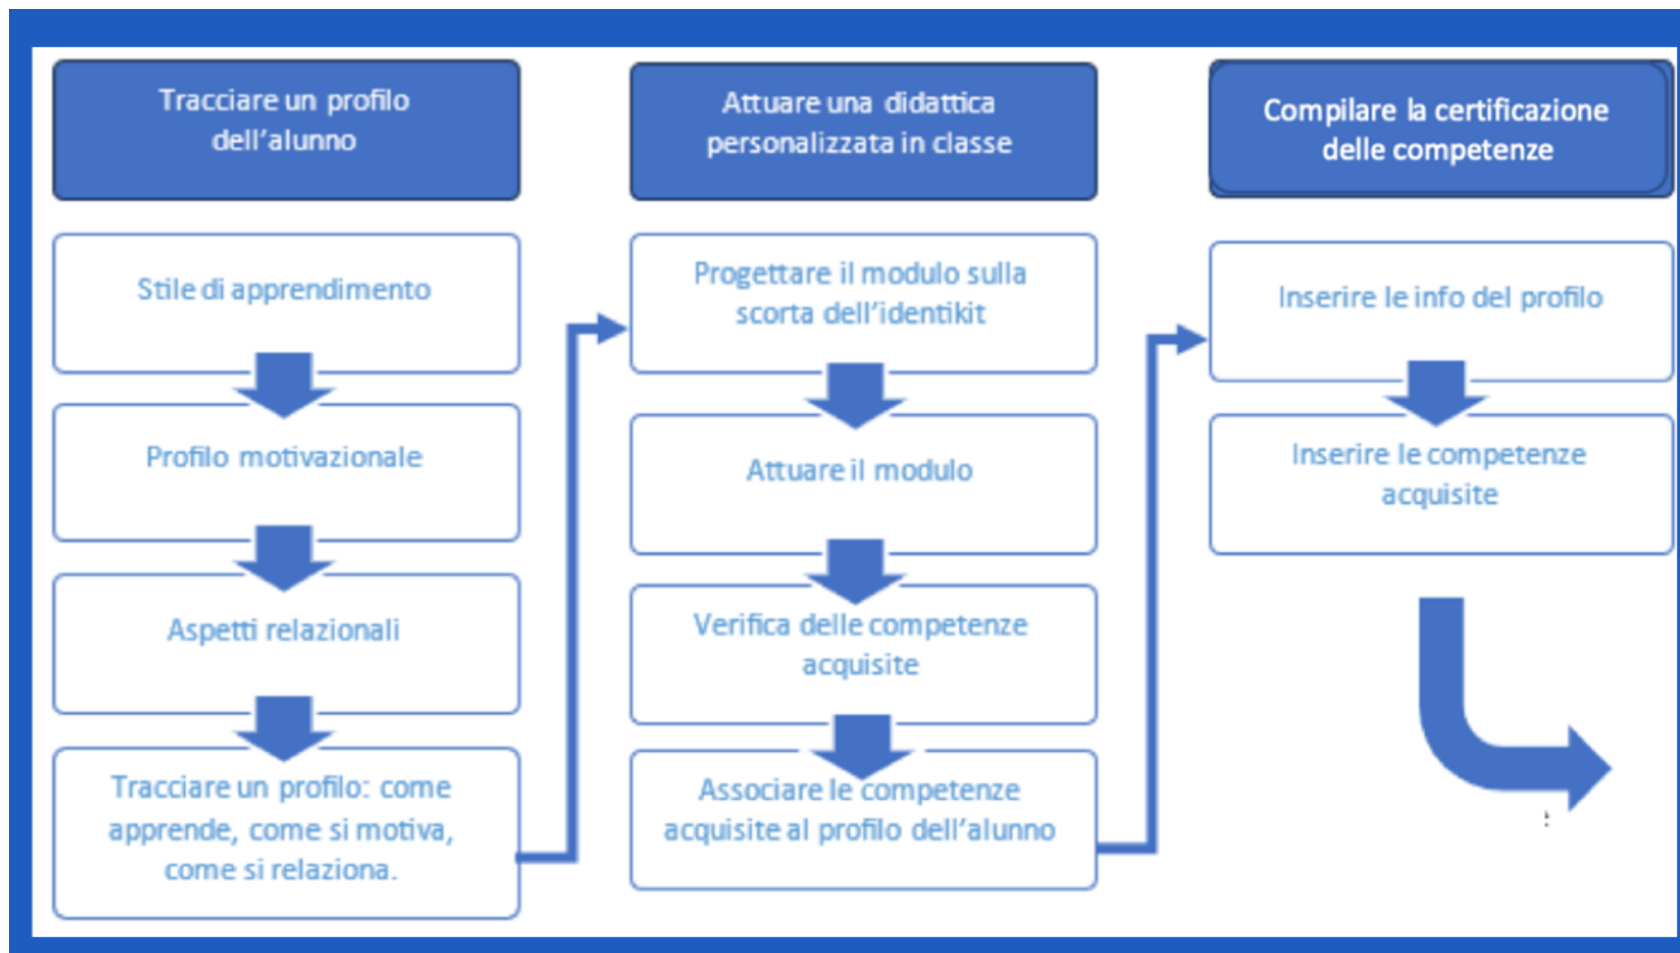 Tracciare un profilo
dell'alunno
Stile di apprendimento
Profilo motivazionale
Aspetti relazionali
Tracciare un profilo: come
apprende, come si motiva,
come si relaziona.
Attuare una didattica
personalizzata in classe
Progettare il modulo sulla
scorta dell'identikit
Attuare il modulo
Verifica delle competenze
acquisite
Associare le competenze
acquisite al profilo dell'alunno
Compilare la certificazione
delle competenze
Inserire le info del profilo
Inserire le competenze
acquisite